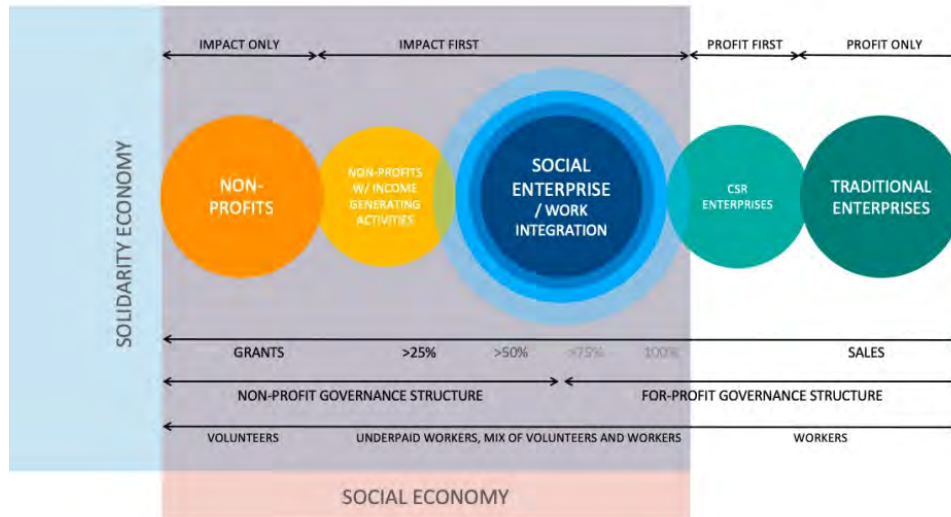 IMPACT ONLY
IMPACT FIRST
PROFIT FIRST
PROFIT ONLY
NON-
PROFITS
NON-PROFITS
W/ INCOME
GENERATING
ACTIVITIES
SOCIAL
ENTERPRISE
/ WORK
INTEGRATION
CSR
ENTERPRISES
TRADITIONAL
ENTERPRISES
SOLIDARITY ECONOMY
GRANTS
>25%
>50%
>75%
100%
SALES
NON-PROFIT GOVERNANCE STRUCTURE
FOR-PROFIT GOVERNANCE STRUCTURE
VOLUNTEERS
UNDERPAID WORKERS, MIX OF VOLUNTEERS AND WORKERS
WORKERS
SOCIAL ECONOMY